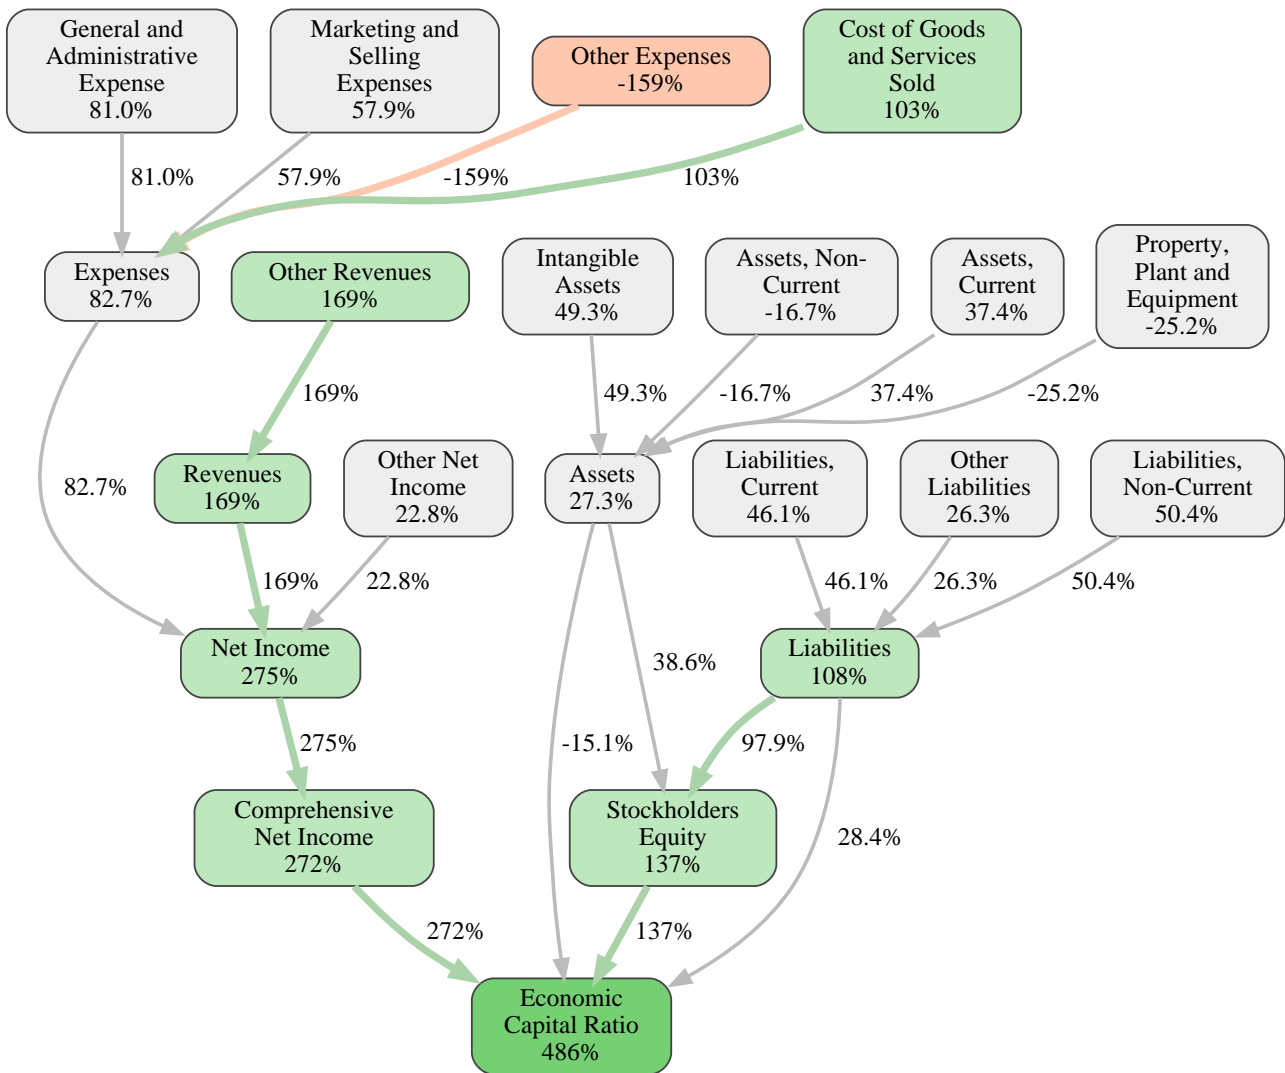 General and
Administrative
Expense
81.0%
Marketing and
Selling
Expenses
57.9%
Other Expenses
-159%
Cost of Goods
and Services
Sold
103%
81.0%
57.9%
-159%
103%
Expenses
82.7%
Other Revenues
169%
Intangible
Assets
49.3%
Assets, Non-
Current
-16.7%
Assets,
Current
37.4%
Property,
Plant and
Equipment
-25.2%
169%
49.3%
-16.7%
37.4%
-25.2%
82.7%
Revenues
169%
Other Net
Income
22.8%
Assets
27.3%
Liabilities,
Current
46.1%
Other
Liabilities
26.3%
Liabilities,
Non-Current
50.4%
169%
22.8%
46.1%
26.3%
50.4%
Net Income
275%
38.6%
Liabilities
108%
275%
-15.1%
97.9%
Comprehensive
Net Income
272%
Stockholders
Equity
137%
28.4%
272%
137%
Economic
Capital Ratio
486%